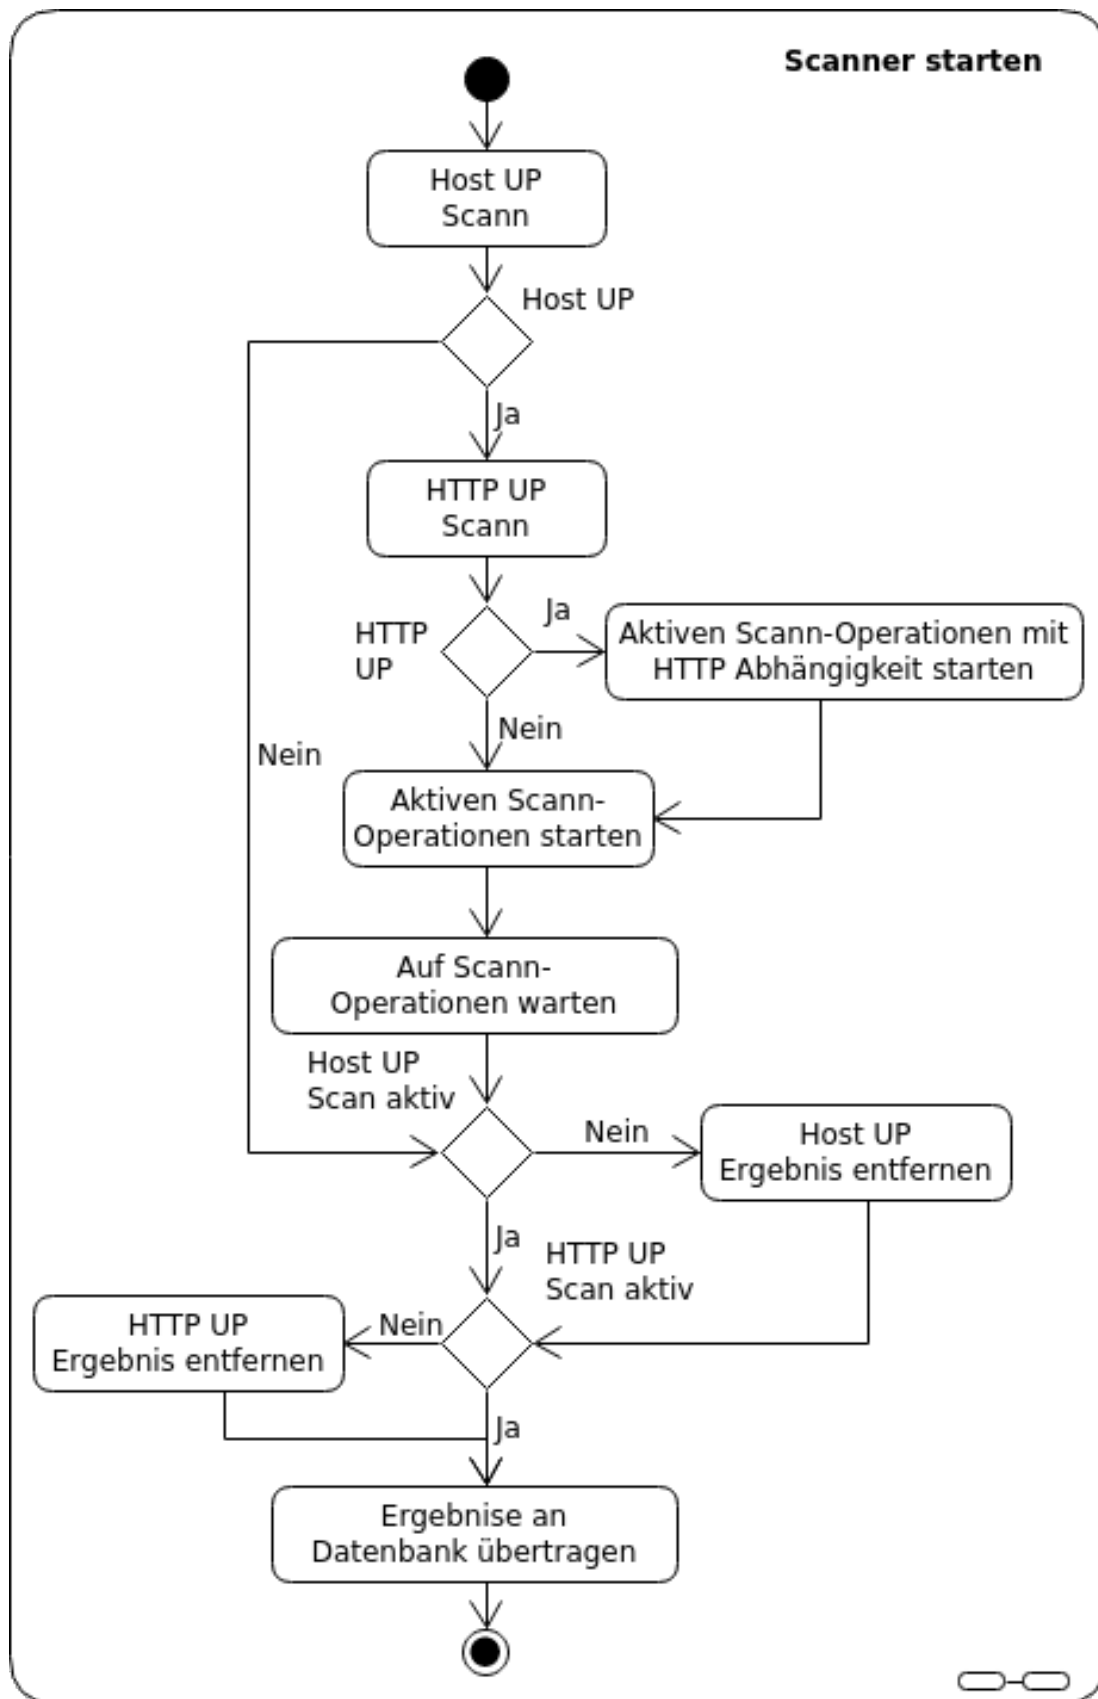 Scanner starten
Host UP
Scann
Host UP
Ja
HTTP UP
Scann
HTTP
UP
Ja
Aktiven Scann-Operationen mit
HTTP Abhängigkeit starten
Nein
Nein
Aktiven Scann-
Operationen starten
Auf Scann-
Operationen warten
Host UP
Scan aktiv
Nein
Host UP
Ergebnis entfernen
Ja
HTTP UP
Scan aktiv
Nein
HTTP UP
Ergebnis entfernen
Ja
Ergebnise an
Datenbank übertragen